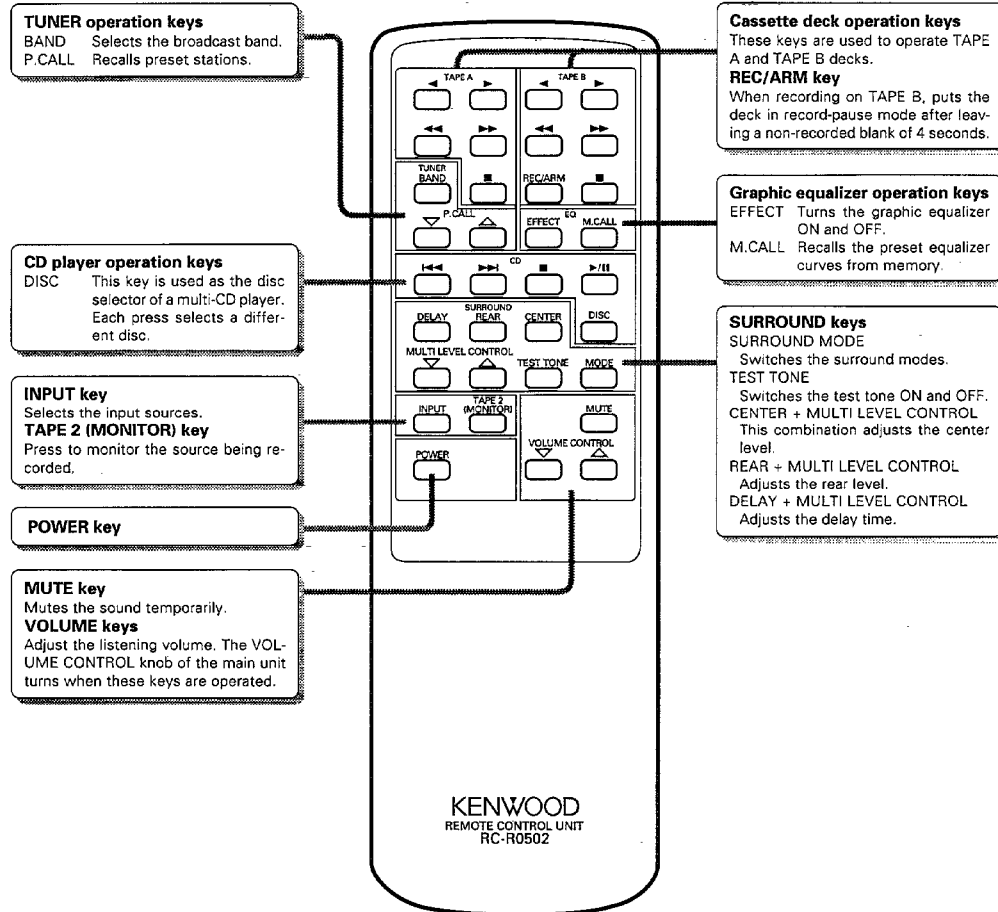 TUNER operation keys
BAND Selects the broadcast band.
P.CALL Recalls preset stations.
CD player operation keys
DISC This key is used as the disc
selector of a multi-CD player.
Each press selects a differ-
ent disc.
INPUT key
Selects the input sources.
TAPE 2 (MONITOR) key
Press to monitor the source being re-
corded.
POWER key
MUTE key
Mutes the sound temporarily.
VOLUME keys
Adjust the listening volume. The VOL-
UME CONTROL knob of the main unit
turns when these keys are operated.
TAPE A TAPE B
◄ ► ◄ ►
◄◄ ►► ◄◄ ►►
TUNER
BAND ■ REC/ARM ■
P.CALL EQ
▽ △ EFFECT M.CALL
CD
I◄◄ ►►I ■ ►/II
SURROUND
DELAY REAR CENTER DISC
MULTI LEVEL CONTROL
▽ △ TEST TONE MODE
TAPE 2
INPUT (MONITOR) MUTE
VOLUME CONTROL
POWER ▽ △
KENWOOD
REMOTE CONTROL UNIT
RC-R0502
Cassette deck operation keys
These keys are used to operate TAPE
A and TAPE B decks.
REC/ARM key
When recording on TAPE B, puts the
deck in record-pause mode after leav-
ing a non-recorded blank of 4 seconds.
Graphic equalizer operation keys
EFFECT Turns the graphic equalizer
ON and OFF.
M.CALL Recalls the preset equalizer
curves from memory.
SURROUND keys
SURROUND MODE
Switches the surround modes.
TEST TONE
Switches the test tone ON and OFF.
CENTER + MULTI LEVEL CONTROL
This combination adjusts the center
level.
REAR + MULTI LEVEL CONTROL
Adjusts the rear level.
DELAY + MULTI LEVEL CONTROL
Adjusts the delay time.